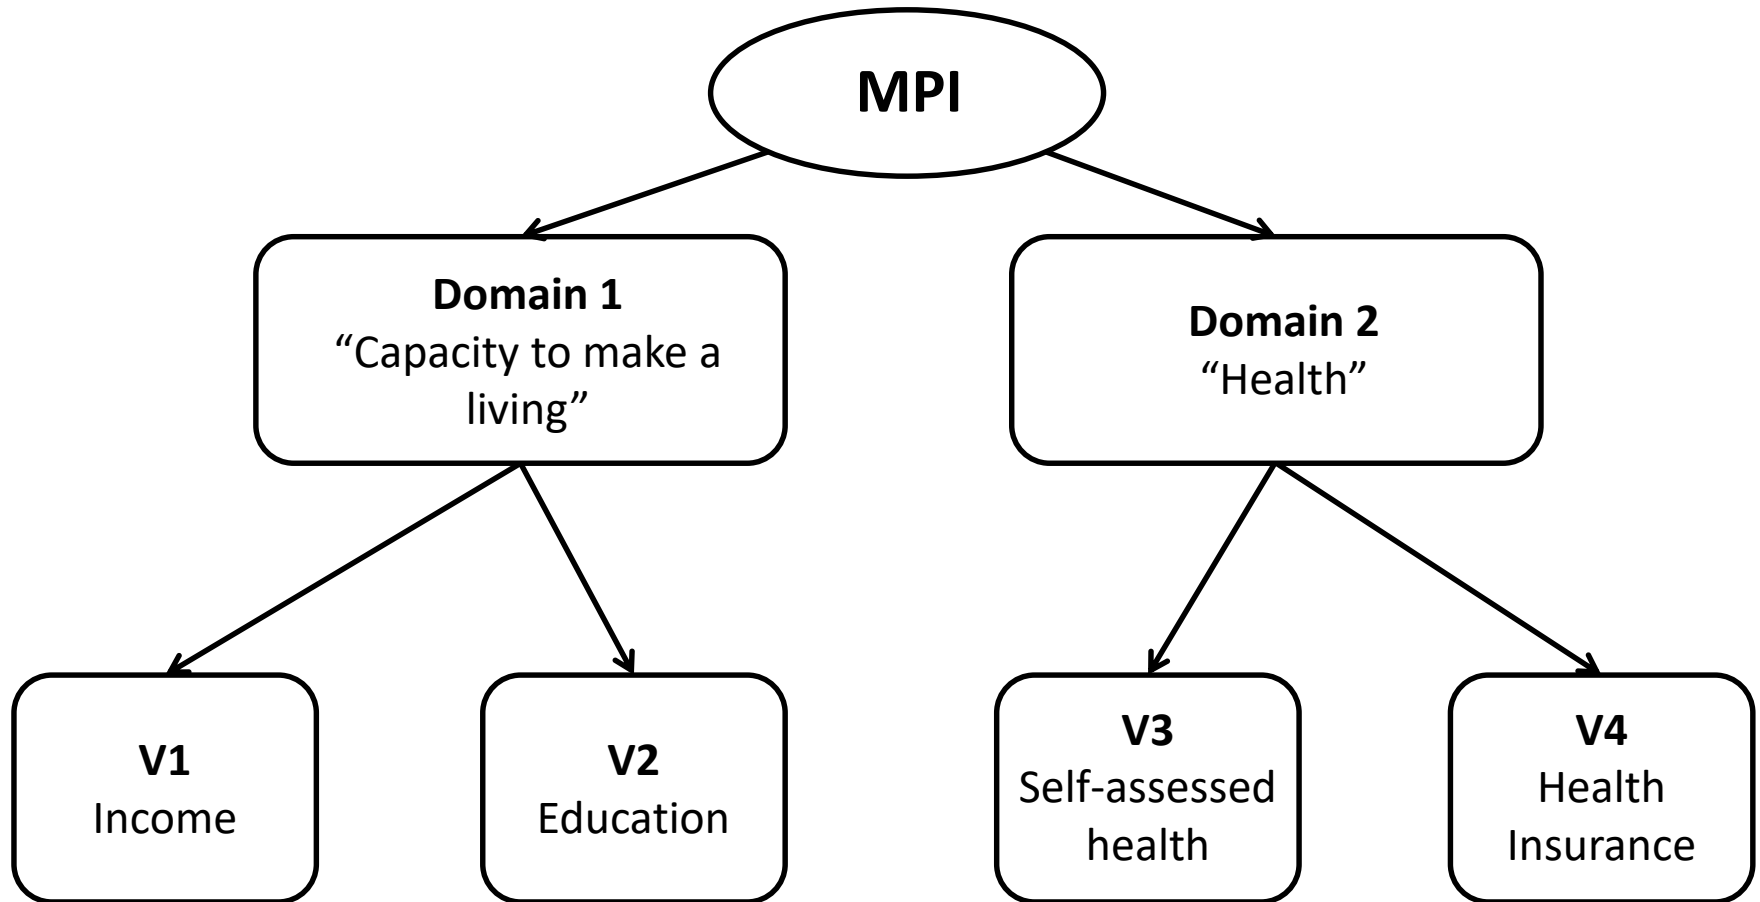 MPI
Domain 1
“Capacity to make a
living”
Domain 2
“Health”
V1
Income
V2
Education
V3
Self-assessed
health
V4
Health
Insurance